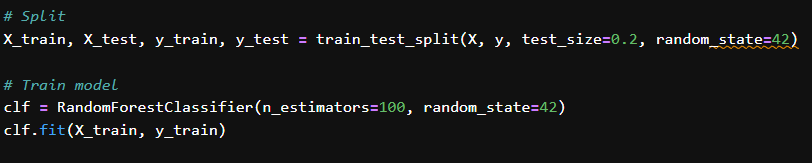 # Split
X_train, X_test, y_train, y_test = train_test_split(X, y, test_size=0.2, random_state=42)
# Train model
clf = RandomForestClassifier(n_estimators=100, random_state=42)
clf.fit(X_train, y_train)